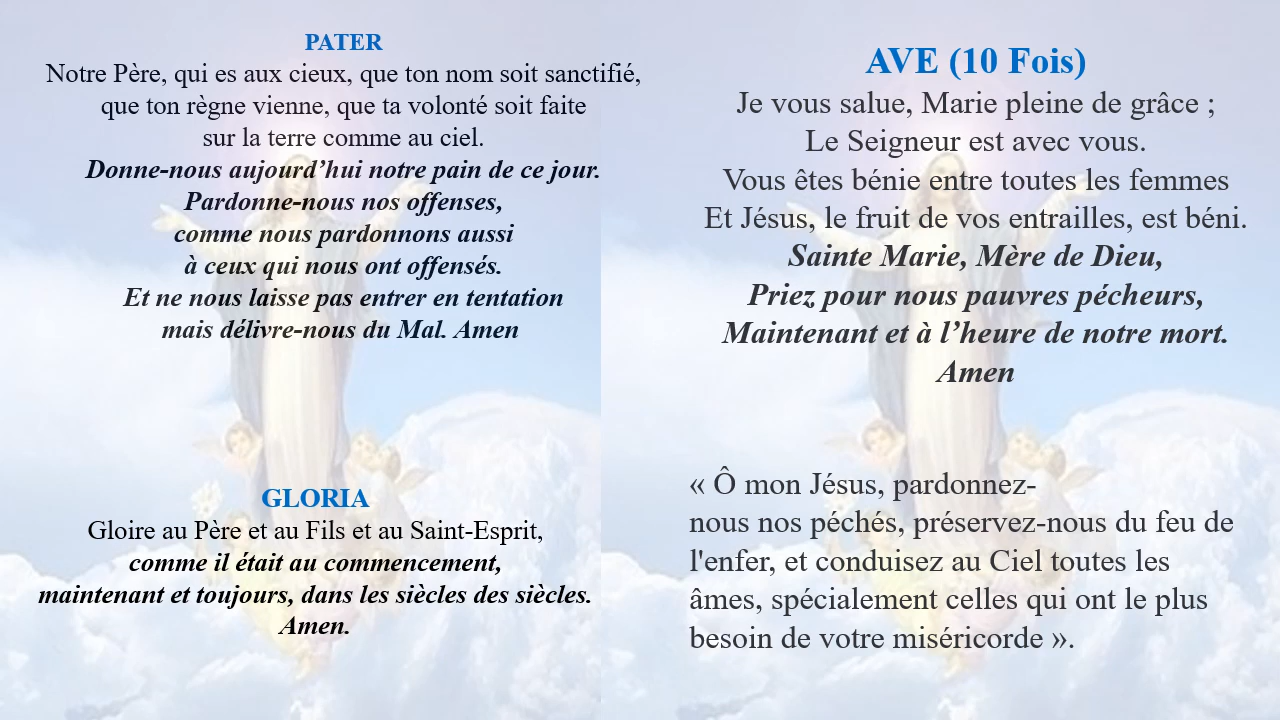 PATER
Notre Père, qui es aux cieux, que ton nom soit sanctifié,
que ton règne vienne, que ta volonté soit faite
sur la terre comme au ciel.
Donne-nous aujourd’hui notre pain de ce jour.
Pardonne-nous nos offenses,
comme nous pardonnons aussi
à ceux qui nous ont offensés.
Et ne nous laisse pas entrer en tentation
mais délivre-nous du Mal. Amen
GLORIA
Gloire au Père et au Fils et au Saint-Esprit,
comme il était au commencement,
maintenant et toujours, dans les siècles des siècles.
Amen.
AVE (10 Fois)
Je vous salue, Marie pleine de grâce ;
Le Seigneur est avec vous.
Vous êtes bénie entre toutes les femmes
Et Jésus, le fruit de vos entrailles, est béni.
Sainte Marie, Mère de Dieu,
Priez pour nous pauvres pécheurs,
Maintenant et à l’heure de notre mort.
Amen
« Ô mon Jésus, pardonnez-
nous nos péchés, préservez-nous du feu de
l'enfer, et conduisez au Ciel toutes les
âmes, spécialement celles qui ont le plus
besoin de votre miséricorde ».